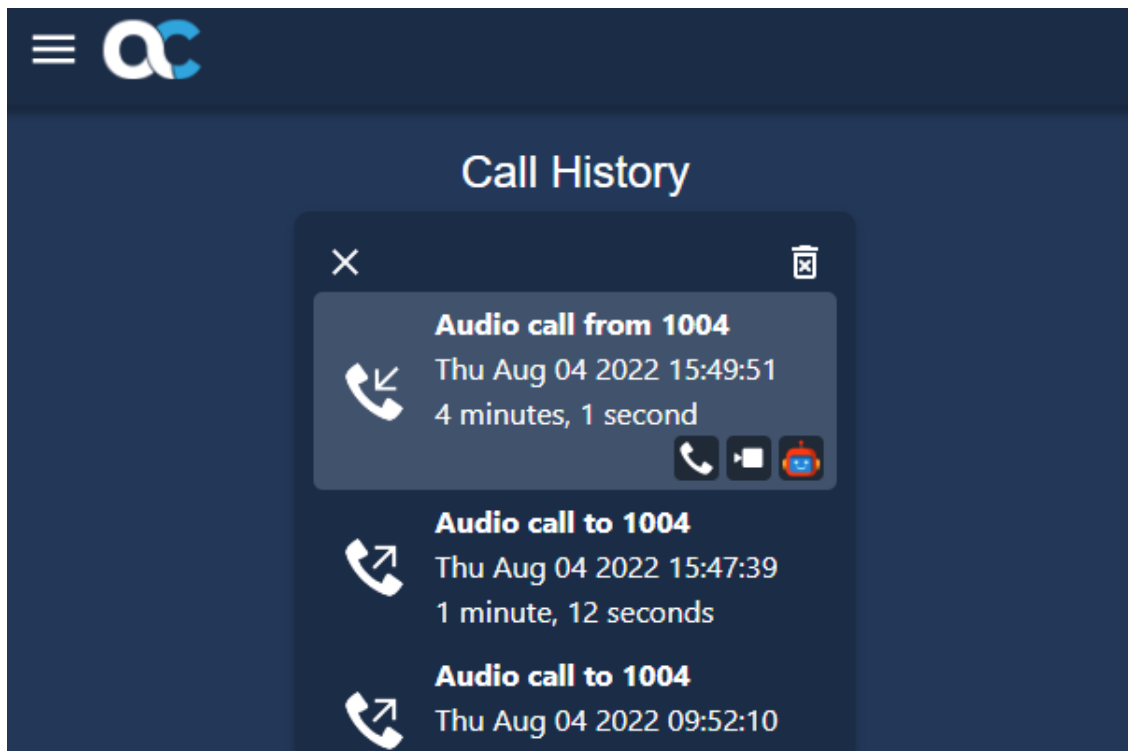 ac
Call History
Audio call from 1004
Thu Aug 04 2022 15:49:51
4 minutes, 1 second
Audio call to 1004
Thu Aug 04 2022 15:47:39
1 minute, 12 seconds
Audio call to 1004
Thu Aug 04 2022 09:52:10